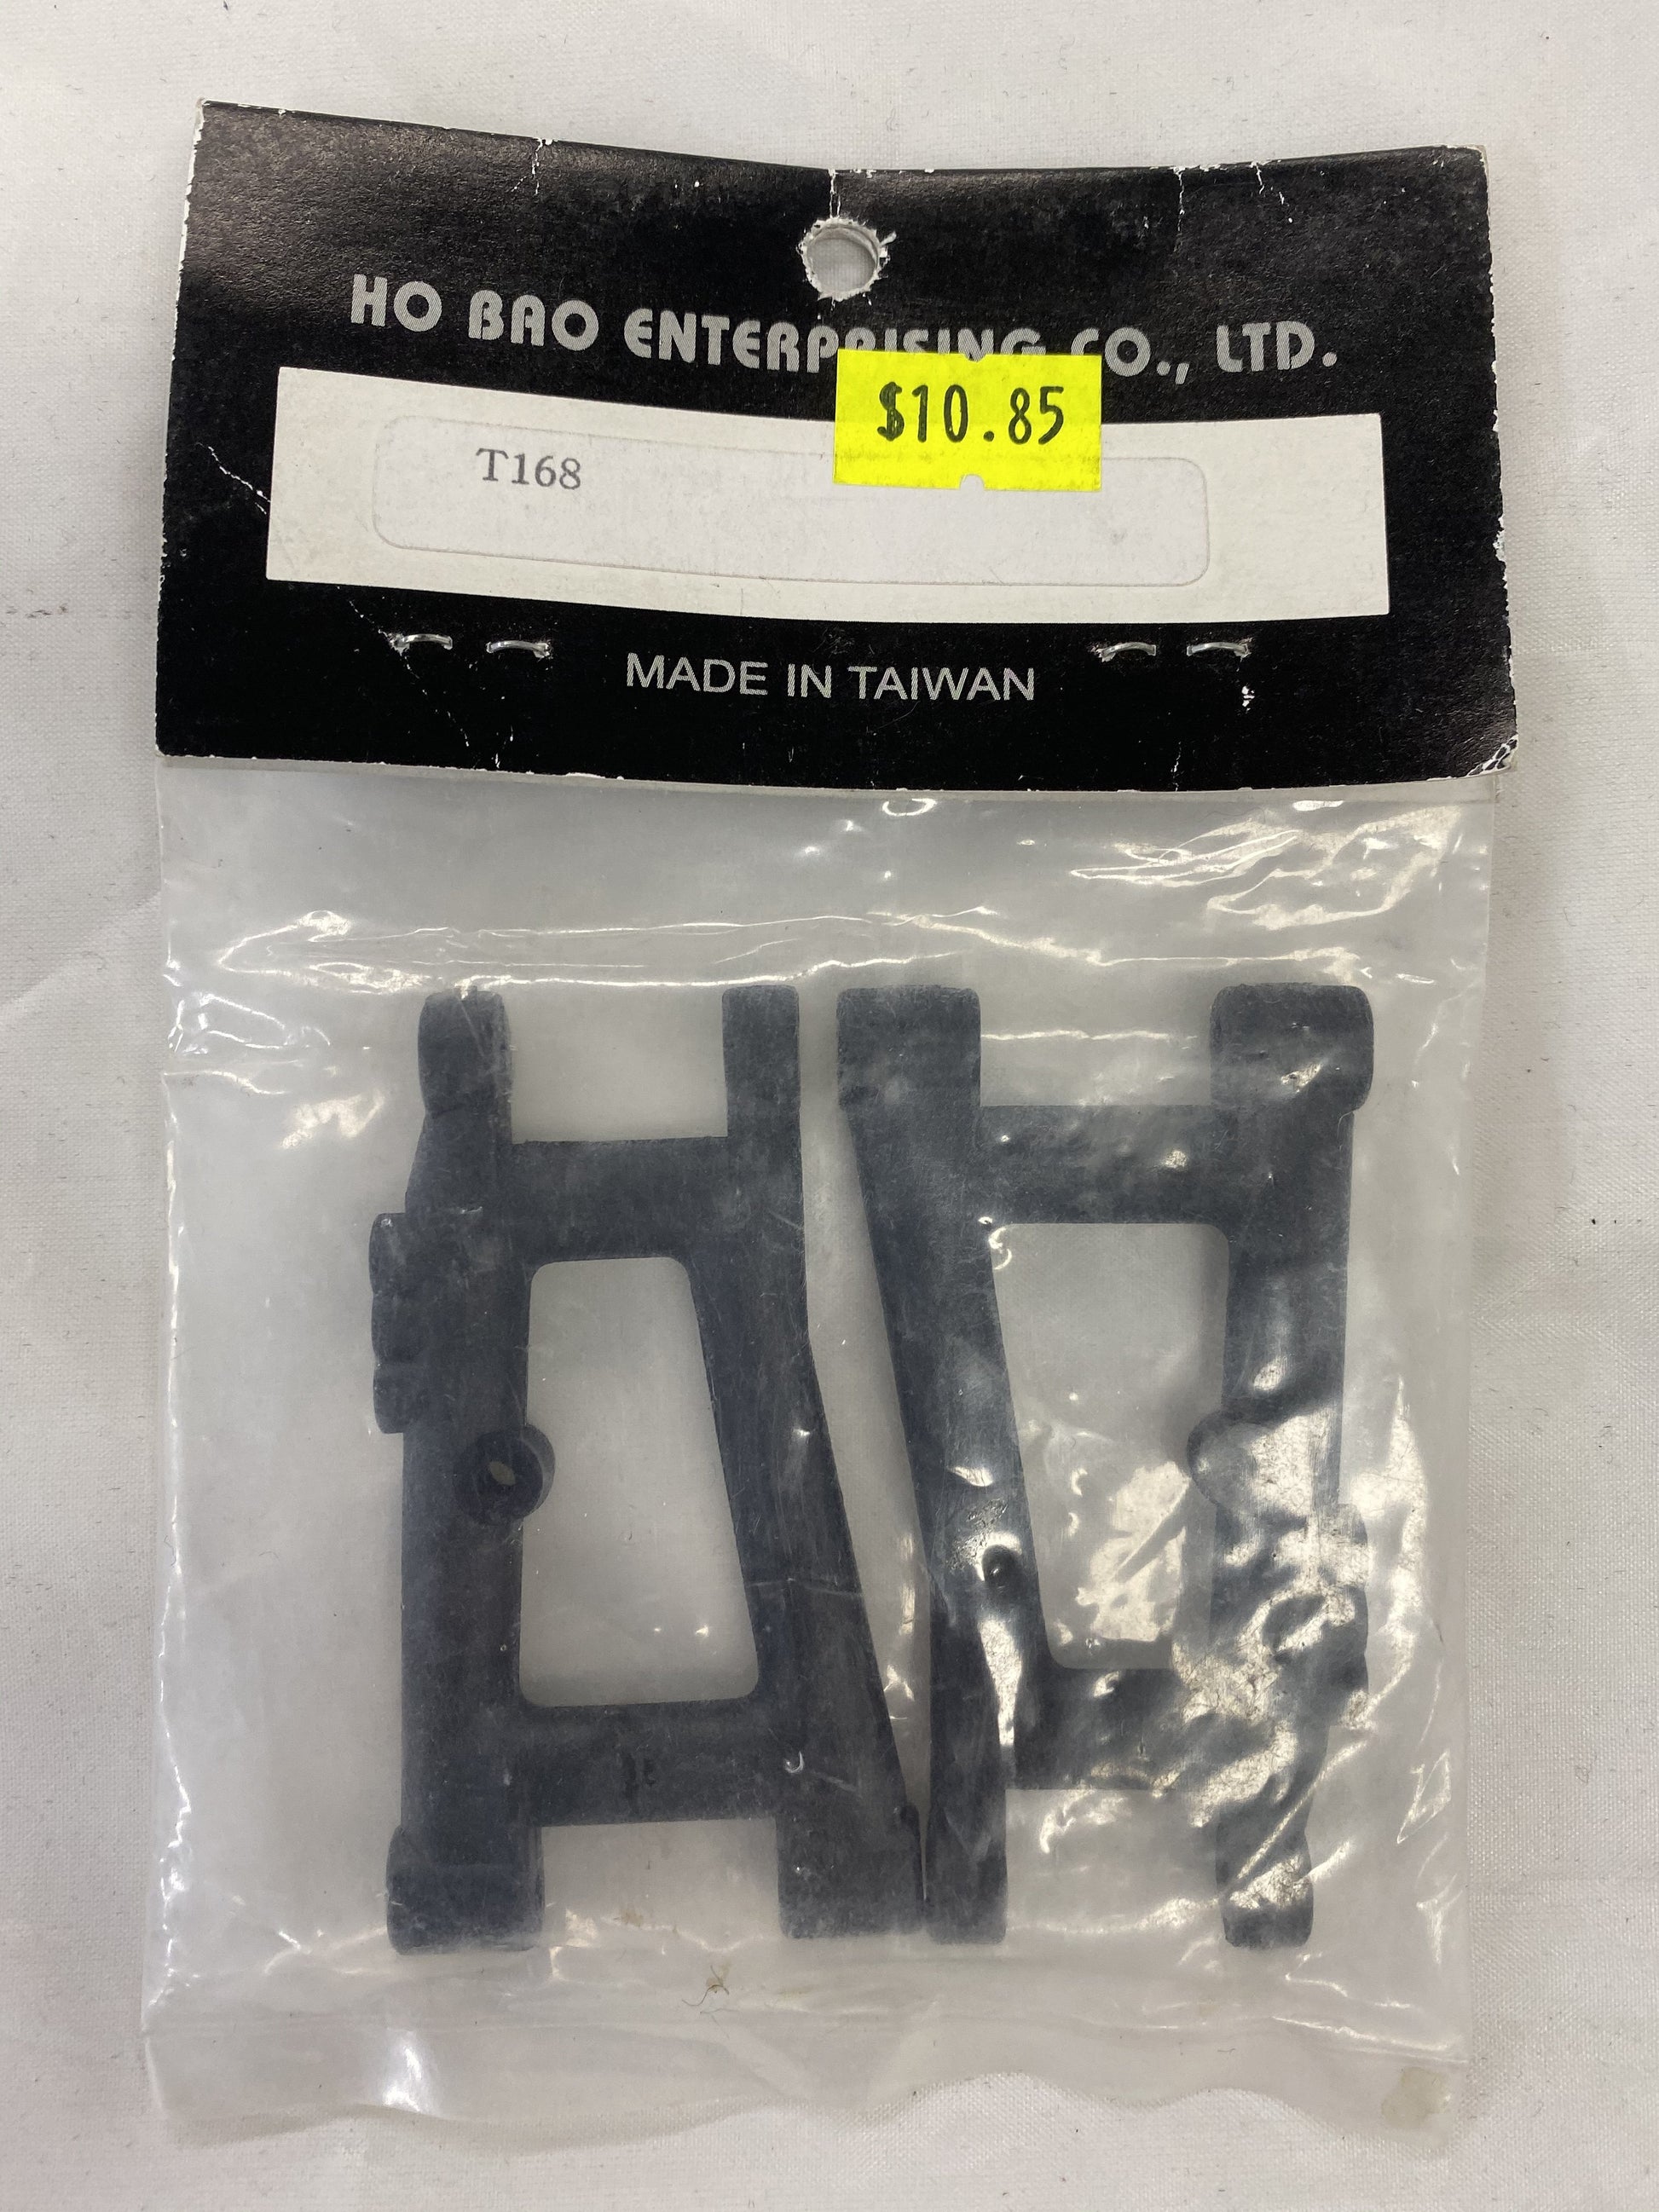 HO BAO ENTERPRISING CO., LTD.
$10.85
T168
MADE IN TAIWAN